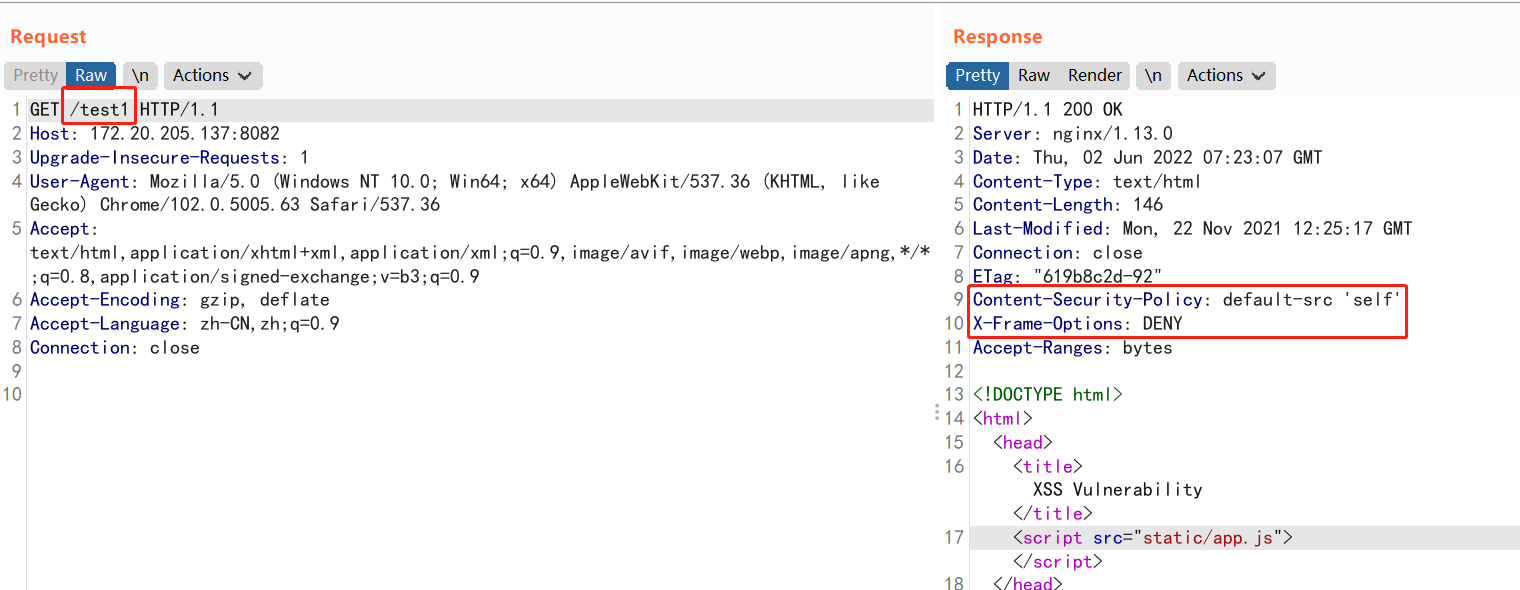 Request
Pretty Raw \n Actions
1 GET /test1 HTTP/1.1
2 Host: 172.20.205.137:8082
3 Upgrade-Insecure-Requests: 1
4 User-Agent: Mozilla/5.0 (Windows NT 10.0; Win64; x64) AppleWebKit/537.36 (KHTML, like
Gecko) Chrome/102.0.5005.63 Safari/537.36
5 Accept:
text/html,application/xhtml+xml,application/xml;q=0.9,image/avif,image/webp,image/apng,*/*
;q=0.8,application/signed-exchange;v=b3;q=0.9
6 Accept-Encoding: gzip, deflate
7 Accept-Language: zh-CN,zh;q=0.9
8 Connection: close
9
10
Response
Pretty Raw Render \n Actions
1 HTTP/1.1 200 OK
2 Server: nginx/1.13.0
3 Date: Thu, 02 Jun 2022 07:23:07 GMT
4 Content-Type: text/html
5 Content-Length: 146
6 Last-Modified: Mon, 22 Nov 2021 12:25:17 GMT
7 Connection: close
8 ETag: "619b8c2d-92"
9 Content-Security-Policy: default-src 'self'
10 X-Frame-Options: DENY
11 Accept-Ranges: bytes
12
13 <!DOCTYPE html>
14 <html>
15 <head>
16 <title>
XSS Vulnerability
</title>
17 <script src="static/app.js">
</script>
18 </head>